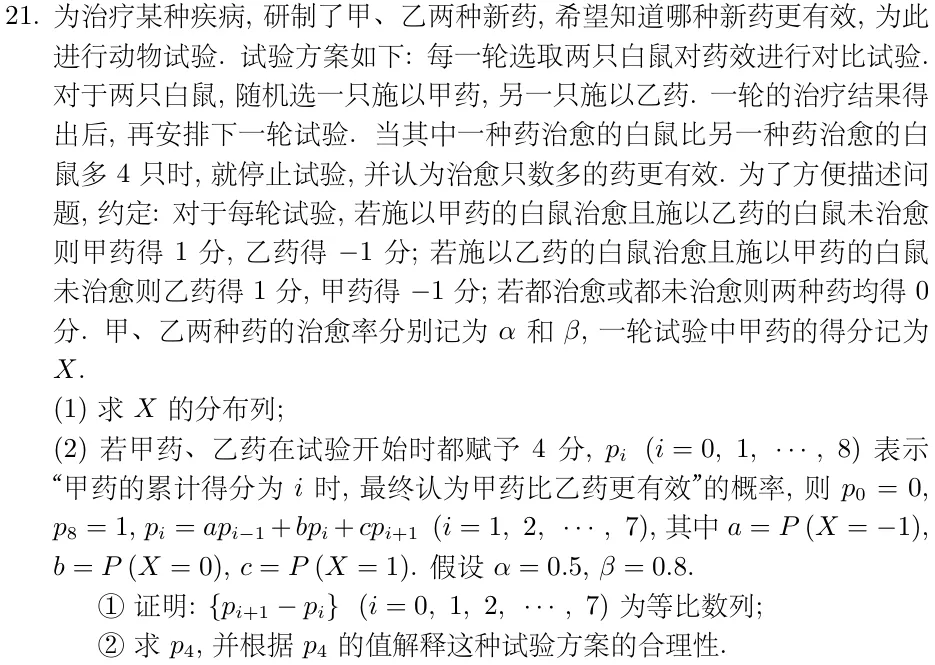 21. 为治疗某种疾病, 研制了甲、乙两种新药, 希望知道哪种新药更有效, 为此
进行动物试验. 试验方案如下: 每一轮选取两只白鼠对药效进行对比试验.
对于两只白鼠, 随机选一只施以甲药, 另一只施以乙药. 一轮的治疗结果得
出后, 再安排下一轮试验. 当其中一种药治愈的白鼠比另一种药治愈的白
鼠多 4 只时, 就停止试验, 并认为治愈只数多的药更有效. 为了方便描述问
题, 约定: 对于每轮试验, 若施以甲药的白鼠治愈且施以乙药的白鼠未治愈
则甲药得 1 分, 乙药得 −1 分; 若施以乙药的白鼠治愈且施以甲药的白鼠
未治愈则乙药得 1 分, 甲药得 −1 分; 若都治愈或都未治愈则两种药均得 0
分. 甲、乙两种药的治愈率分别记为 α 和 β, 一轮试验中甲药的得分记为
X.
(1) 求 X 的分布列;
(2) 若甲药、乙药在试验开始时都赋予 4 分, p_i (i = 0, 1, ⋯, 8) 表示
“甲药的累计得分为 i 时, 最终认为甲药比乙药更有效”的概率, 则 p_0 = 0,
p_8 = 1, p_i = ap_{i−1} + bp_i + cp_{i+1} (i = 1, 2, ⋯, 7), 其中 a = P (X = −1),
b = P (X = 0), c = P (X = 1). 假设 α = 0.5, β = 0.8.
① 证明: {p_{i+1} − p_i} (i = 0, 1, 2, ⋯, 7) 为等比数列;
② 求 p_4, 并根据 p_4 的值解释这种试验方案的合理性.